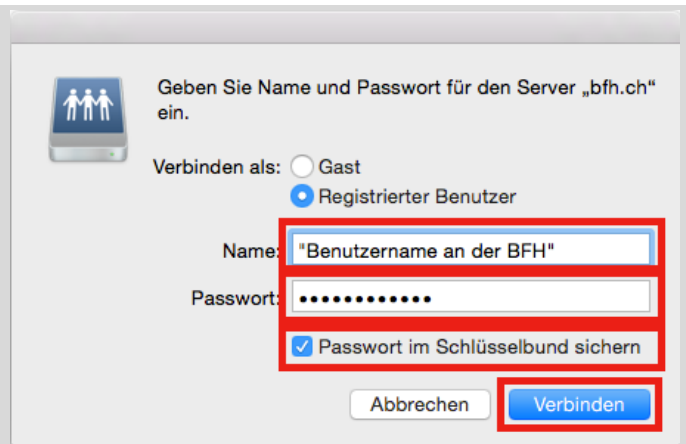 Geben Sie Name und Passwort für den Server „bfh.ch“
ein.
Verbinden als: Gast
Registrierter Benutzer
Name: "Benutzername an der BFH"
Passwort: ••••••••••••
Passwort im Schlüsselbund sichern
Abbrechen Verbinden